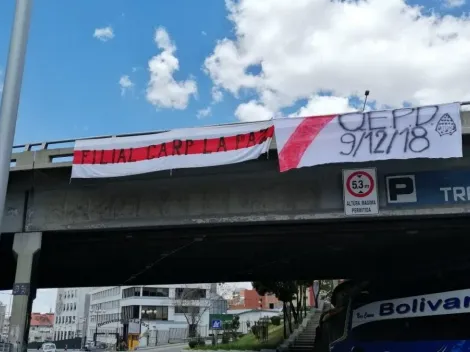 FILIAL CARP LA PAZ
QEPD
9/12/18
5.3m
ALTURA MAXIMA
PERMITIDA
P
TRE
Bolivar